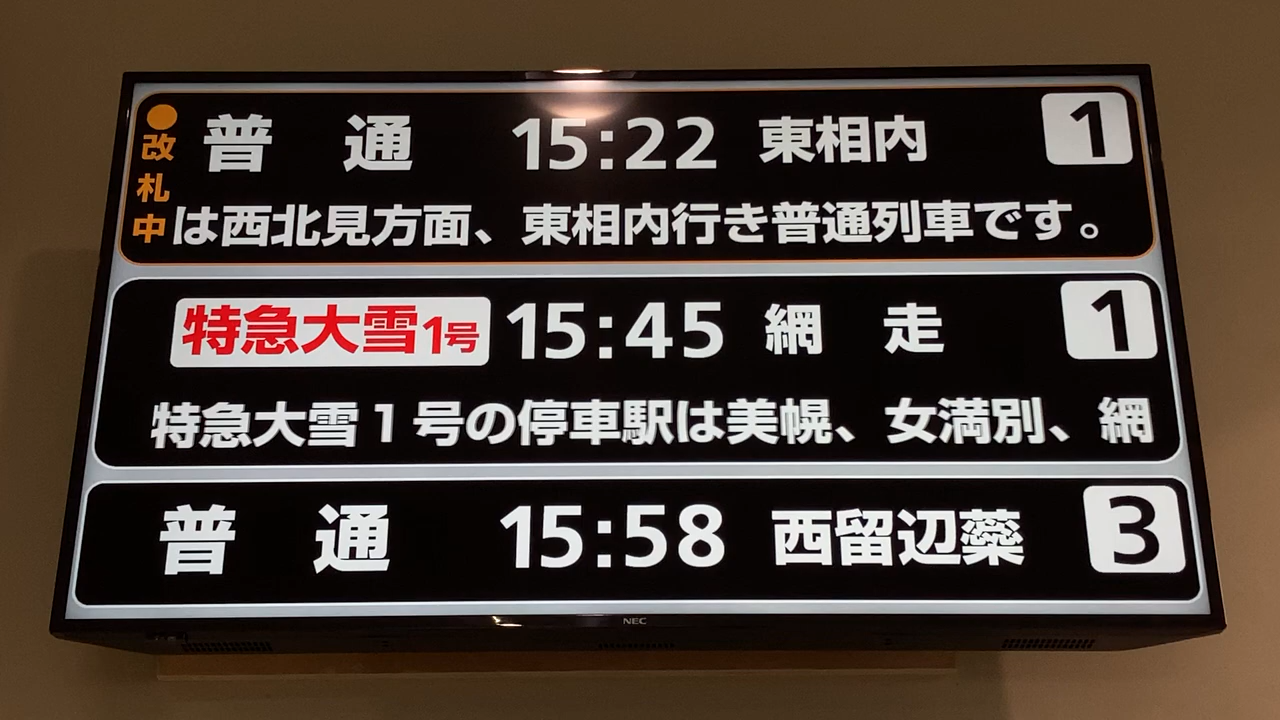 ●改札中
普通 15:22 東相内 1
は西北見方面、東相内行き普通列車です。
特急大雪1号 15:45 網走 1
特急大雪1号の停車駅は美幌、女満別、網
普通 15:58 西留辺蘂 3
NEC